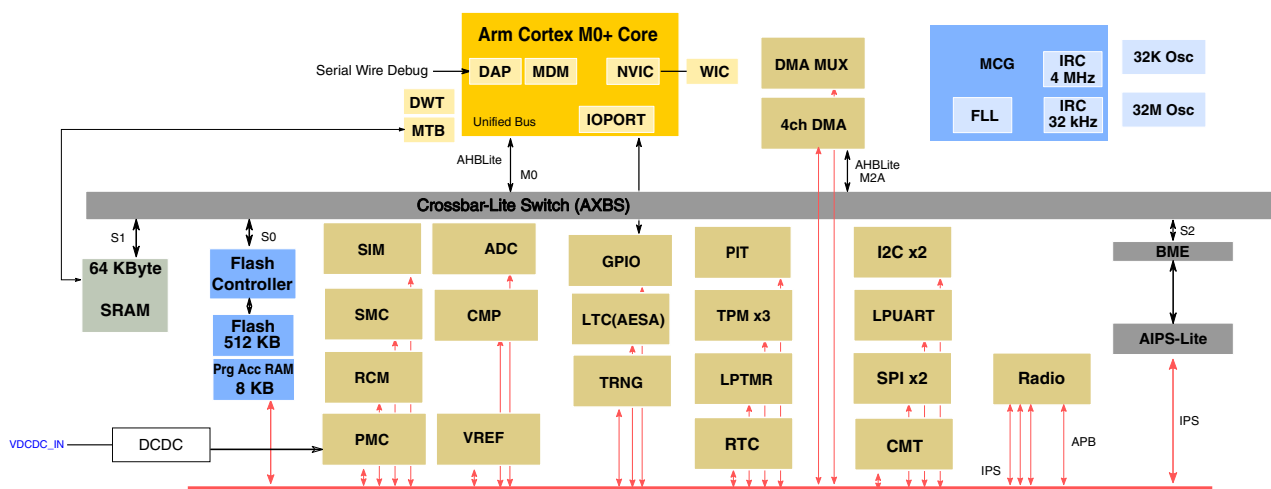 Arm Cortex M0+ Core
Serial Wire Debug
DAP
MDM
NVIC
WIC
DWT
MTB
Unified Bus
IOPORT
DMA MUX
4ch DMA
MCG
IRC
4 MHz
FLL
IRC
32 kHz
32K Osc
32M Osc
AHBLite
M0
AHBLite
M2A
Crossbar-Lite Switch (AXBS)
S1
S0
S2
64 KByte
SRAM
Flash
Controller
Flash
512 KB
Prg Acc RAM
8 KB
SIM
SMC
RCM
PMC
ADC
CMP
VREF
GPIO
LTC(AESA)
TRNG
PIT
TPM x3
LPTMR
RTC
I2C x2
LPUART
SPI x2
CMT
Radio
IPS
APB
BME
AIPS-Lite
IPS
VDCDC_IN
DCDC